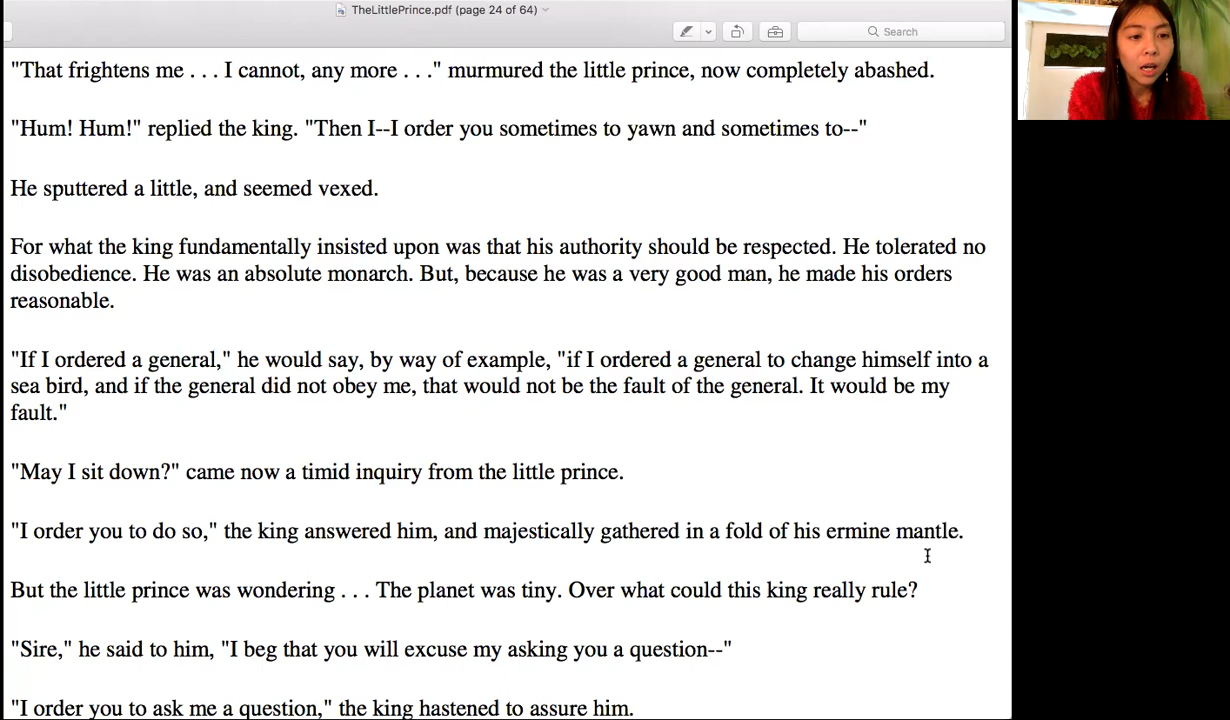 TheLittlePrince.pdf (page 24 of 64)
Search
"That frightens me . . . I cannot, any more . . ." murmured the little prince, now completely abashed.
"Hum! Hum!" replied the king. "Then I--I order you sometimes to yawn and sometimes to--"
He sputtered a little, and seemed vexed.
For what the king fundamentally insisted upon was that his authority should be respected. He tolerated no
disobedience. He was an absolute monarch. But, because he was a very good man, he made his orders
reasonable.
"If I ordered a general," he would say, by way of example, "if I ordered a general to change himself into a
sea bird, and if the general did not obey me, that would not be the fault of the general. It would be my
fault."
"May I sit down?" came now a timid inquiry from the little prince.
"I order you to do so," the king answered him, and majestically gathered in a fold of his ermine mantle.
But the little prince was wondering . . . The planet was tiny. Over what could this king really rule?
"Sire," he said to him, "I beg that you will excuse my asking you a question--"
"I order you to ask me a question," the king hastened to assure him.